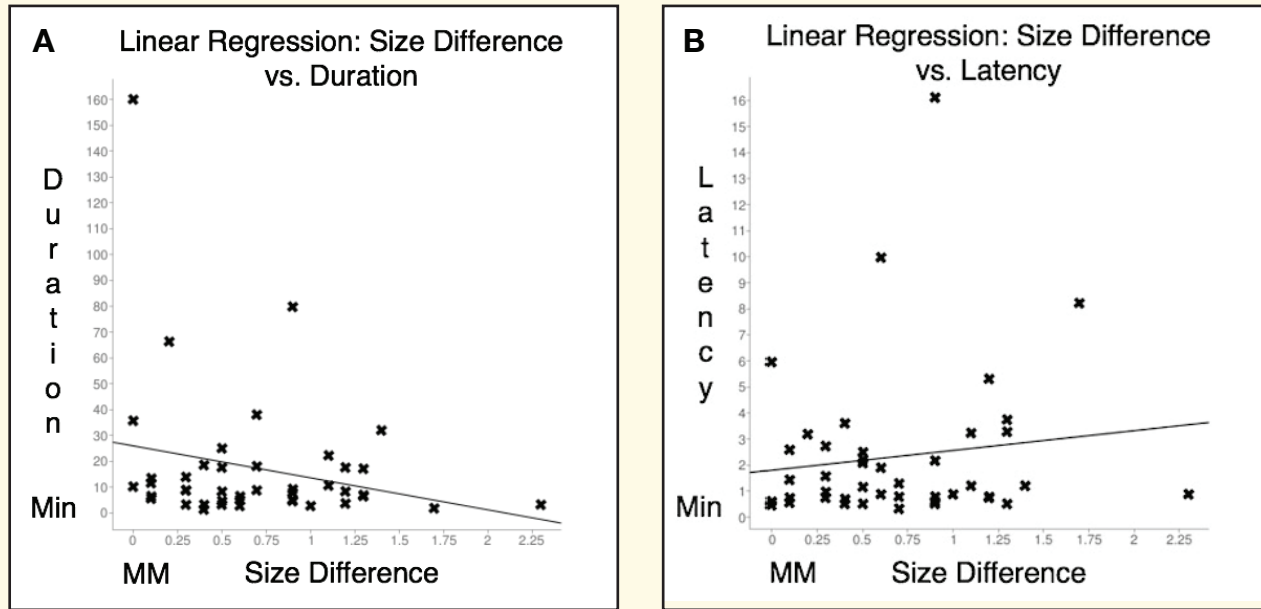 A
Linear Regression: Size Difference
vs. Duration
160
150
140
130
120
110
100
90
80
70
60
50
40
30
20
10
0
Duration
Min
0 0.25 0.5 0.75 1 1.25 1.5 1.75 2 2.25
MM Size Difference
B
Linear Regression: Size Difference
vs. Latency
16
15
14
13
12
11
10
9
8
7
6
5
4
3
2
1
0
Latency
Min
0 0.25 0.5 0.75 1 1.25 1.5 1.75 2 2.25
MM Size Difference